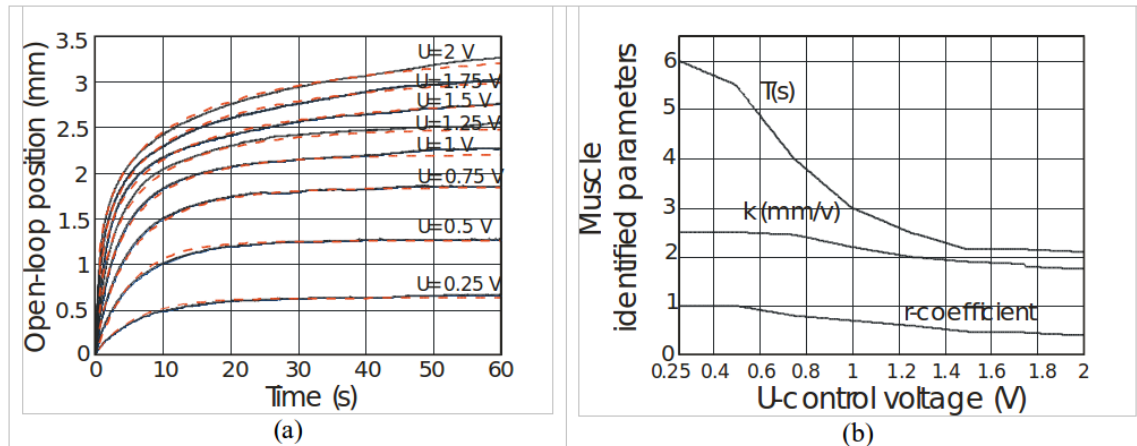 Open-loop position (mm)
3.5
3
2.5
2
1.5
1
0.5
0
U=2 V
U=1.75 V
U=1.5 V
U=1.25 V
U=1 V
U=0.75 V
U=0.5 V
U=0.25 V
0 10 20 30 40 50 60
Time (s)
(a)
Muscle
identified parameters
6
5
4
3
2
1
0
T(s)
k (mm/v)
r-coefficient
0.25 0.4 0.6 0.8 1 1.2 1.4 1.6 1.8 2
U-control voltage (V)
(b)